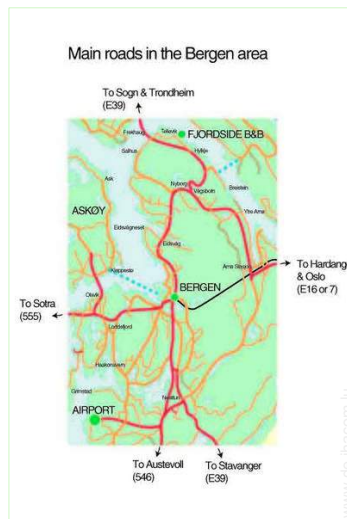 Main roads in the Bergen area
To Sogn & Trondheim
(E39)
Frekhaug
Tellevik
FJORDSIDE B&B
Salhus
Hylkje
Ask
Nyborg
Vågsbotn
Breistein
ASKØY
Ytre Arna
Eidsvågneset
Eidsvåg
Kleppestø
Arna Stasjon
To Hardang
& Oslo
(E16 or 7)
Olsvik
BERGEN
To Sotra
(555)
Loddefjord
Haakonsvern
Grimstad
Nesttun
AIRPORT
To Austevoll
(546)
To Stavanger
(E39)